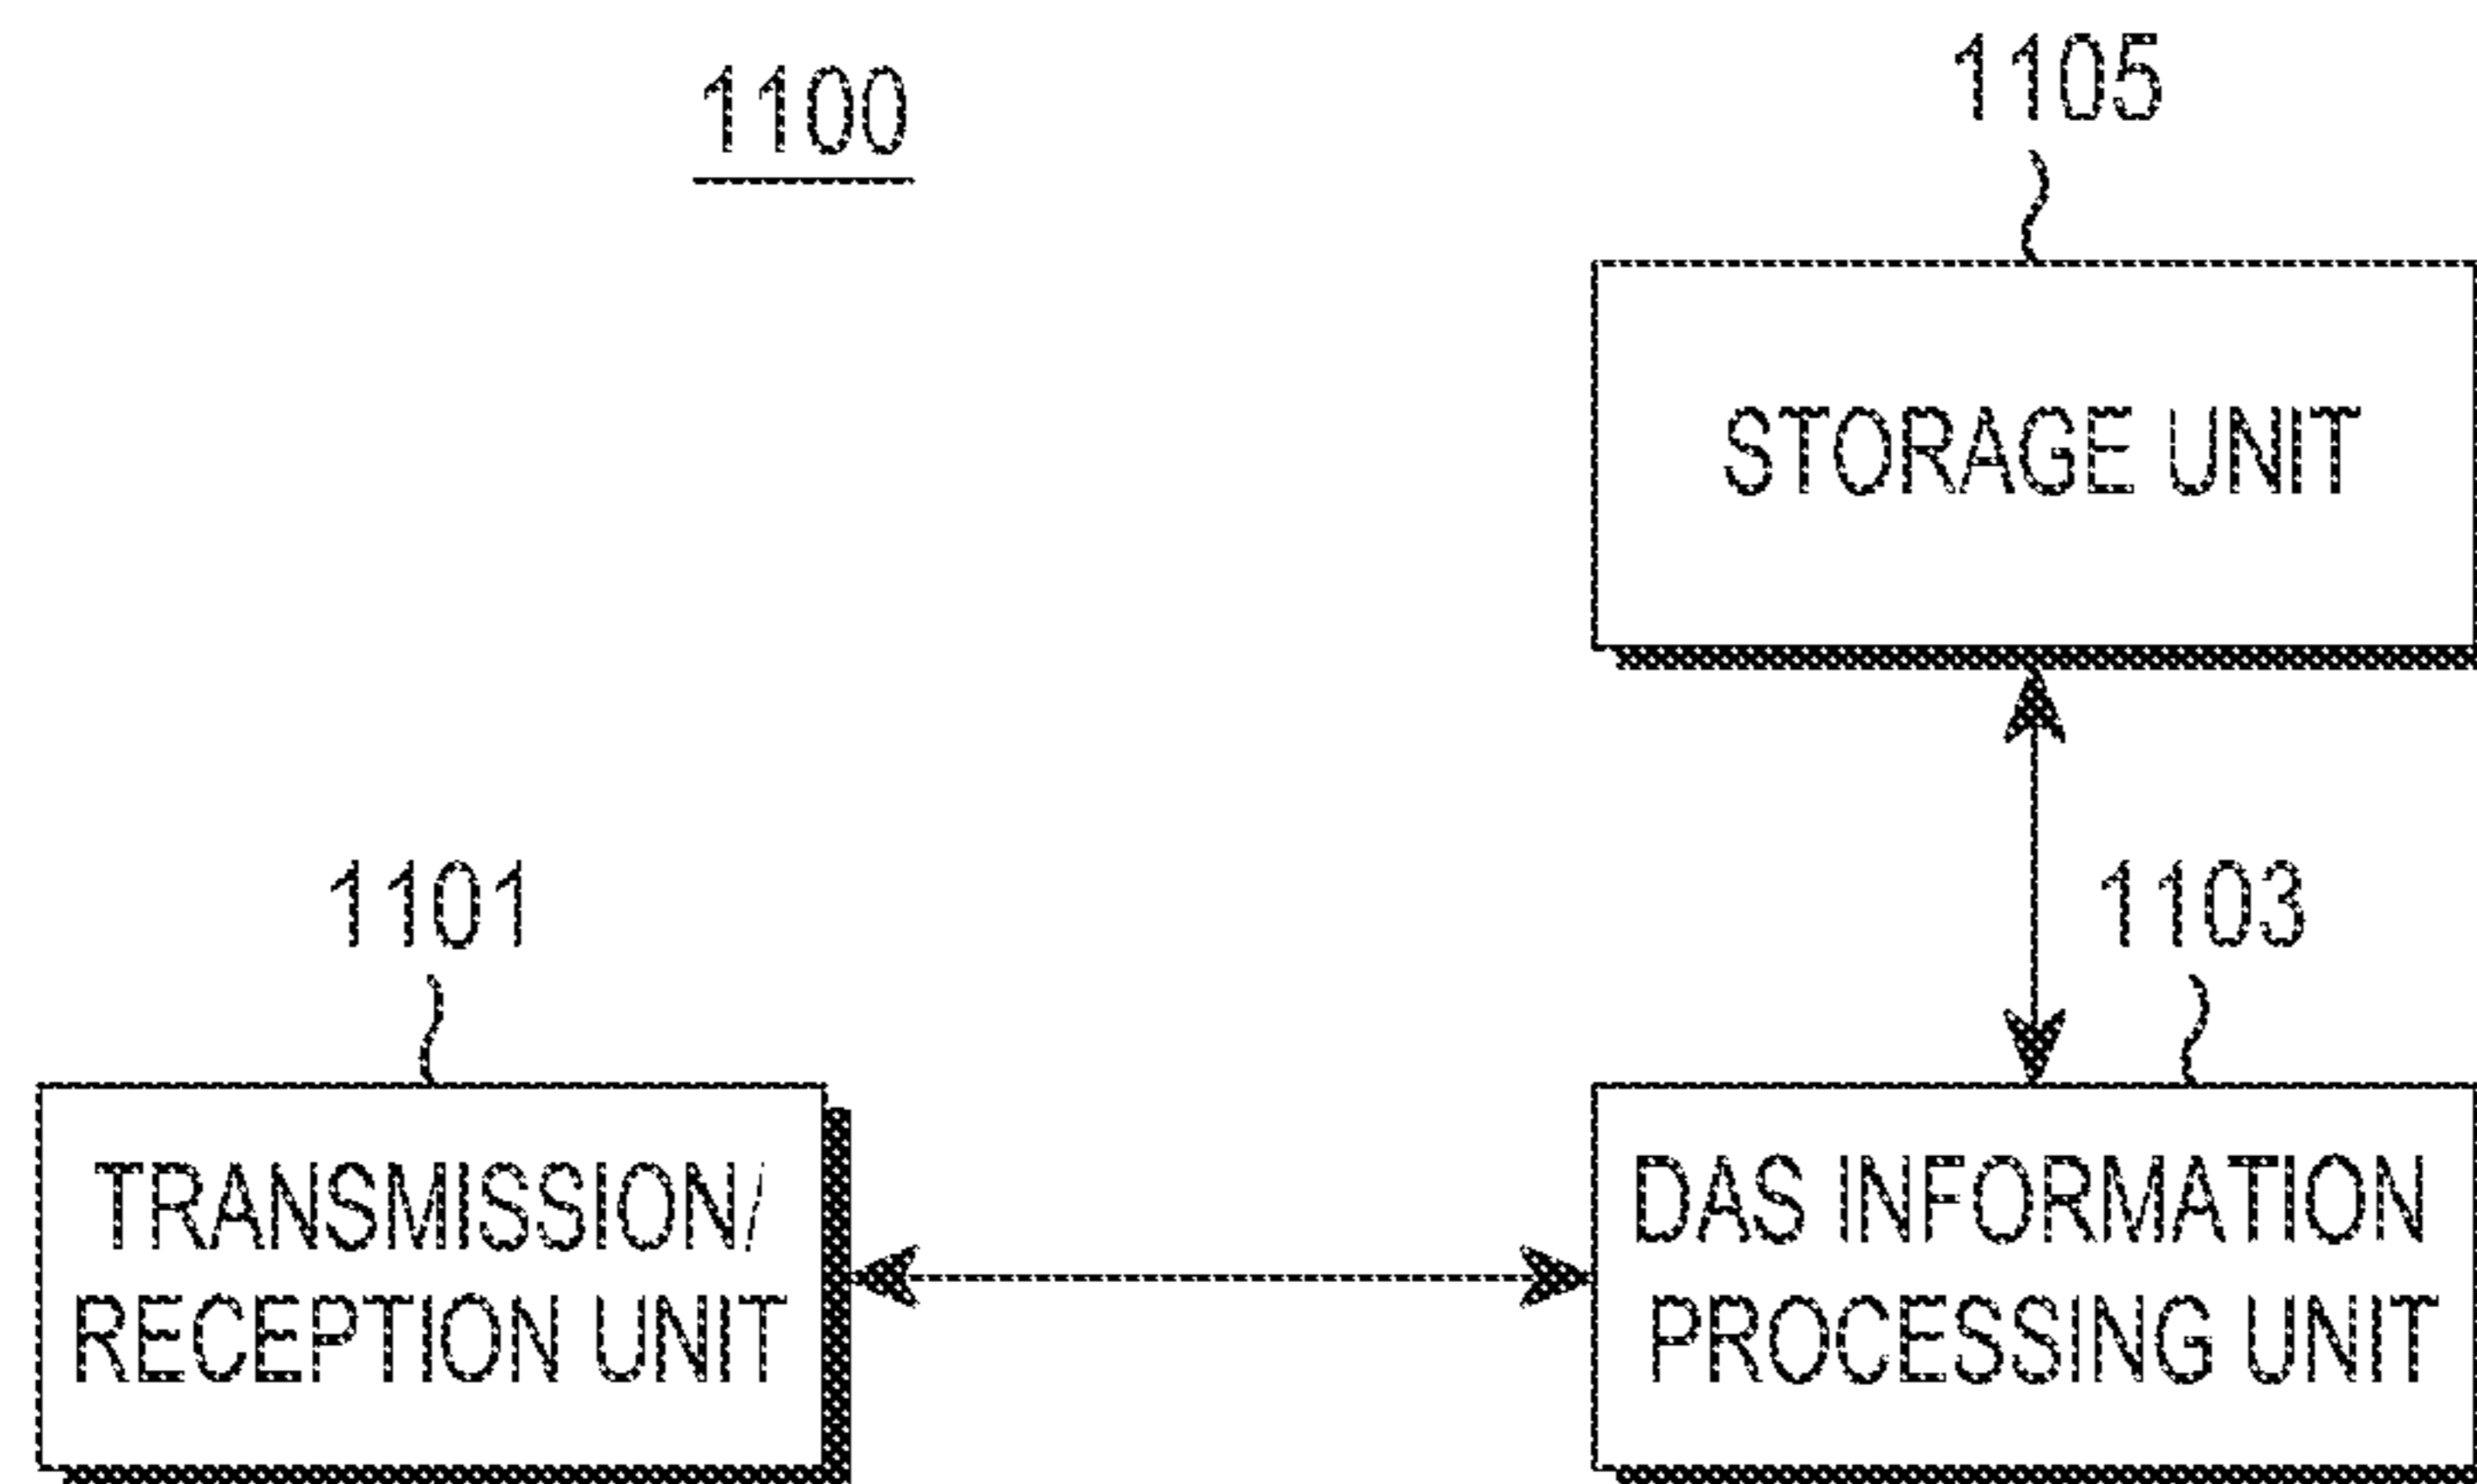 1100
1105
STORAGE UNIT
1101
1103
TRANSMISSION/
RECEPTION UNIT
DAS INFORMATION
PROCESSING UNIT